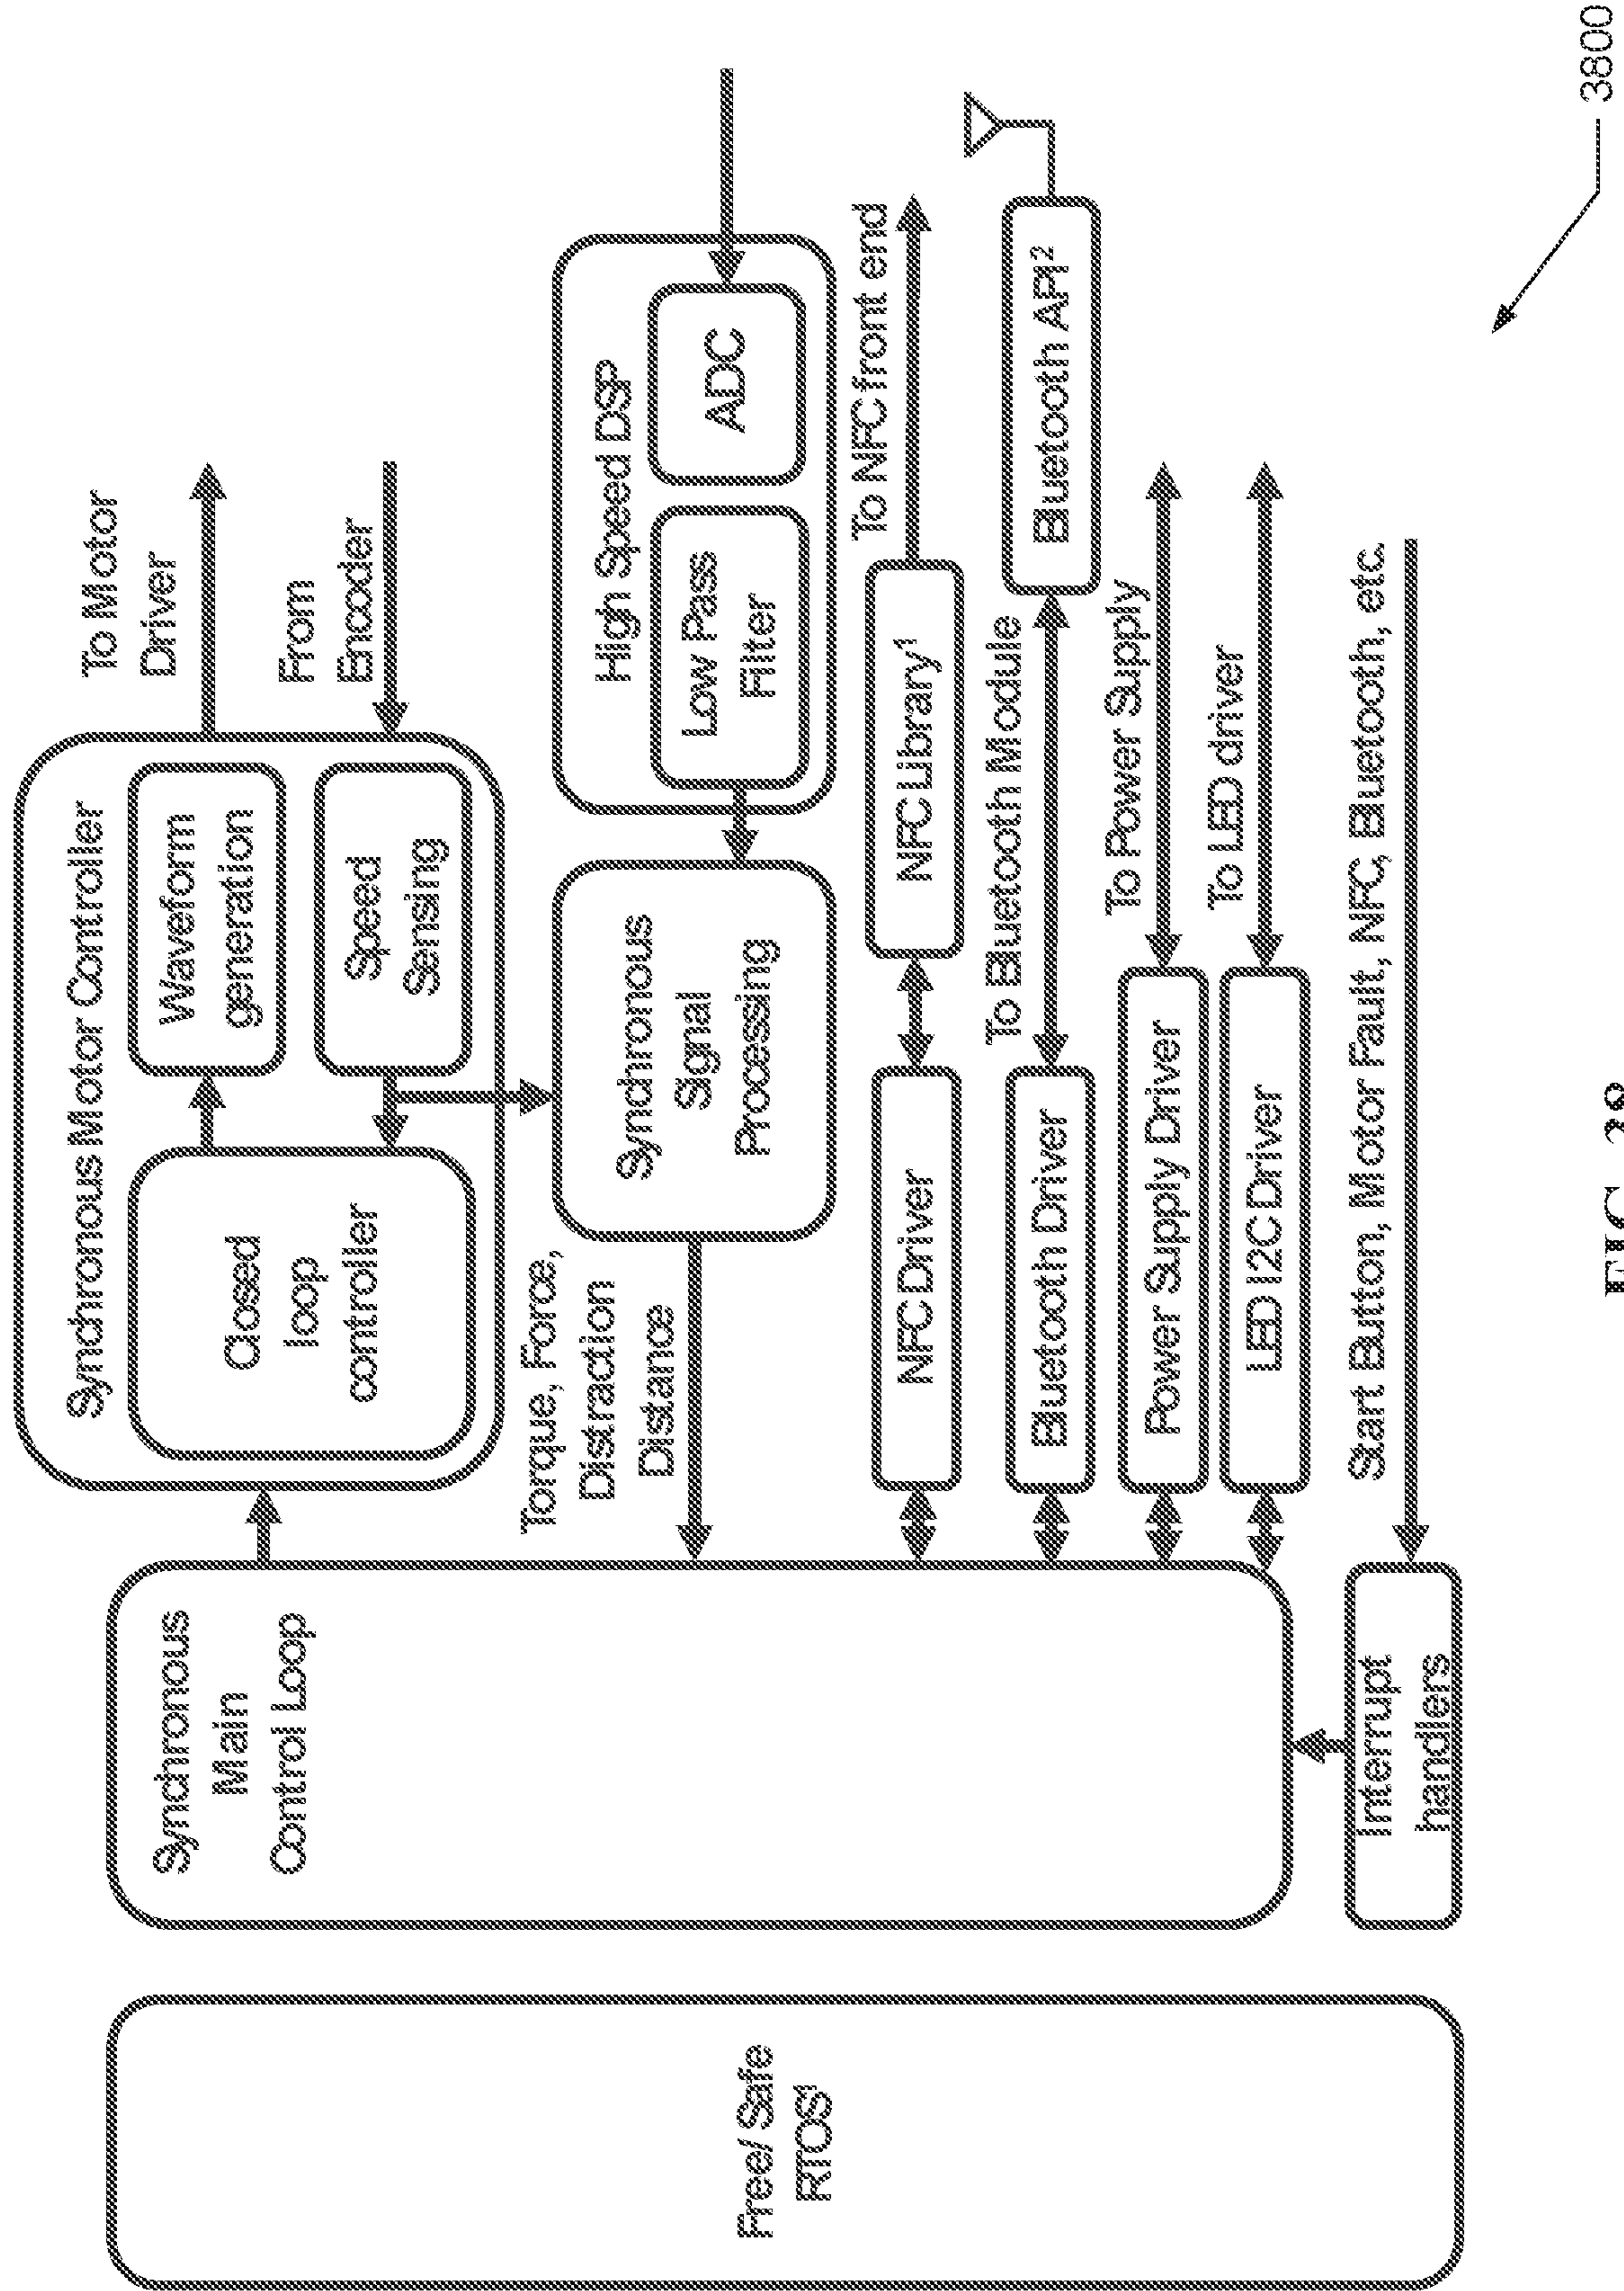 Free/ Safe
RTOS¹
Synchronous
Main
Control Loop
Interrupt
handlers
Synchronous Motor Controller
Closed
loop
controller
Waveform
generation
Speed
Sensing
To Motor
Driver
From
Encoder
Torque, Force,
Distraction
Distance
Synchronous
Signal
Processing
High Speed DSP
Low Pass
Filter
ADC
NFC Driver
NFC Library¹
To NFC front end
Bluetooth Driver
To Bluetooth Module
Bluetooth API²
Power Supply Driver
To Power Supply
LED I2C Driver
To LED driver
Start Button, Motor Fault, NFC, Bluetooth, etc.
3800
FIG. 38